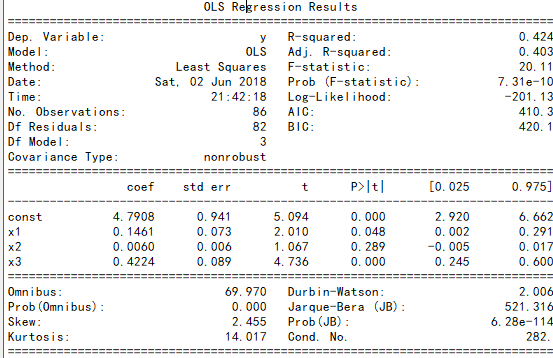 OLS Regression Results
==============================================================================
Dep. Variable:                      y   R-squared:                       0.424
Model:                            OLS   Adj. R-squared:                  0.403
Method:                 Least Squares   F-statistic:                     20.11
Date:                Sat, 02 Jun 2018   Prob (F-statistic):           7.31e-10
Time:                        21:42:18   Log-Likelihood:                -201.13
No. Observations:                  86   AIC:                             410.3
Df Residuals:                      82   BIC:                             420.1
Df Model:                           3
Covariance Type:            nonrobust
==============================================================================
coef    std err          t      P>|t|      [0.025      0.975]
------------------------------------------------------------------------------
const          4.7908      0.941      5.094      0.000       2.920       6.662
x1             0.1461      0.073      2.010      0.048       0.002       0.291
x2             0.0060      0.006      1.067      0.289      -0.005       0.017
x3             0.4224      0.089      4.736      0.000       0.245       0.600
==============================================================================
Omnibus:                       69.970   Durbin-Watson:                   2.006
Prob(Omnibus):                  0.000   Jarque-Bera (JB):              521.316
Skew:                           2.455   Prob(JB):                    6.28e-114
Kurtosis:                      14.017   Cond. No.                         282.
==============================================================================